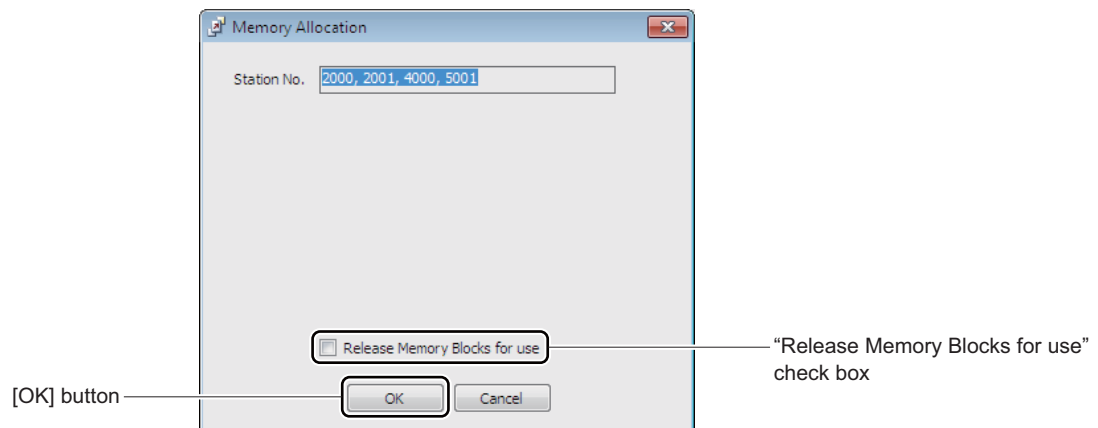 Memory Allocation
Station No. 2000, 2001, 4000, 5001
Release Memory Blocks for use
“Release Memory Blocks for use”
check box
[OK] button
OK Cancel